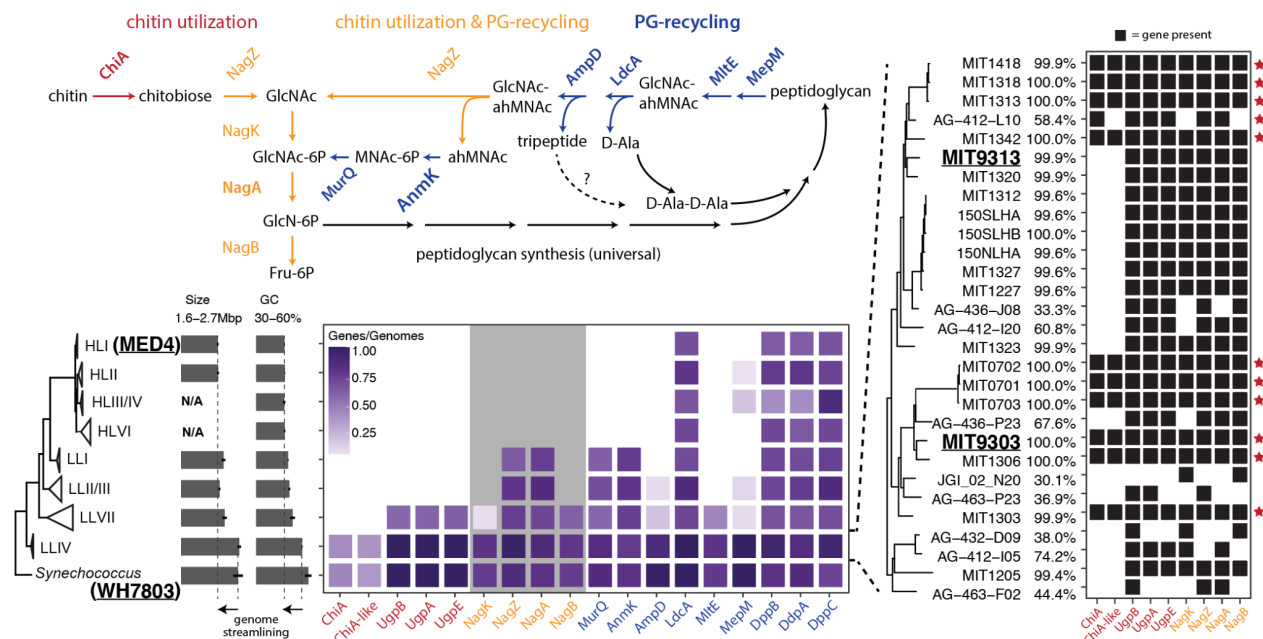 chitin utilization
chitin utilization & PG-recycling
PG-recycling
ChiA
NagZ
NagZ
AmpD
LdcA
MltE
MepM
chitin
chitobiose
GlcNAc
GlcNAc-
ahMNAc
GlcNAc-
ahMNAc
peptidoglycan
NagK
tripeptide
D-Ala
GlcNAc-6P
MNAc-6P
ahMNAc
MurQ
AnmK
?
NagA
D-Ala-D-Ala
GlcN-6P
NagB
peptidoglycan synthesis (universal)
Fru-6P
Size
1.6–2.7Mbp
GC
30–60%
HLI (MED4)
HLII
HLIII/IV
N/A
HLVI
N/A
LLI
LLII/III
LLVII
LLIV
Synechococcus
(WH7803)
genome
streamlining
Genes/Genomes
1.00
0.75
0.50
0.25
ChiA
ChiA-like
UgpB
UgpA
UgpE
NagK
NagZ
NagA
NagB
MurQ
AnmK
AmpD
LdcA
MltE
MepM
DppB
DdpA
DppC
= gene present
MIT1418 99.9%
MIT1318 100.0%
MIT1313 100.0%
AG-412-L10 58.4%
MIT1342 100.0%
MIT9313 99.9%
MIT1320 99.9%
MIT1312 99.6%
150SLHA 99.6%
150SLHB 100.0%
150NLHA 99.6%
MIT1327 99.6%
MIT1227 99.6%
AG-436-J08 33.3%
AG-412-I20 60.8%
MIT1323 99.9%
MIT0702 100.0%
MIT0701 100.0%
MIT0703 100.0%
AG-436-P23 67.6%
MIT9303 100.0%
MIT1306 100.0%
JGI_02_N20 30.1%
AG-463-P23 36.9%
MIT1303 99.9%
AG-432-D09 38.0%
AG-412-I05 74.2%
MIT1205 99.4%
AG-463-F02 44.4%
ChiA
ChiA-like
UgpB
UgpA
UgpE
NagK
NagZ
NagA
NagB